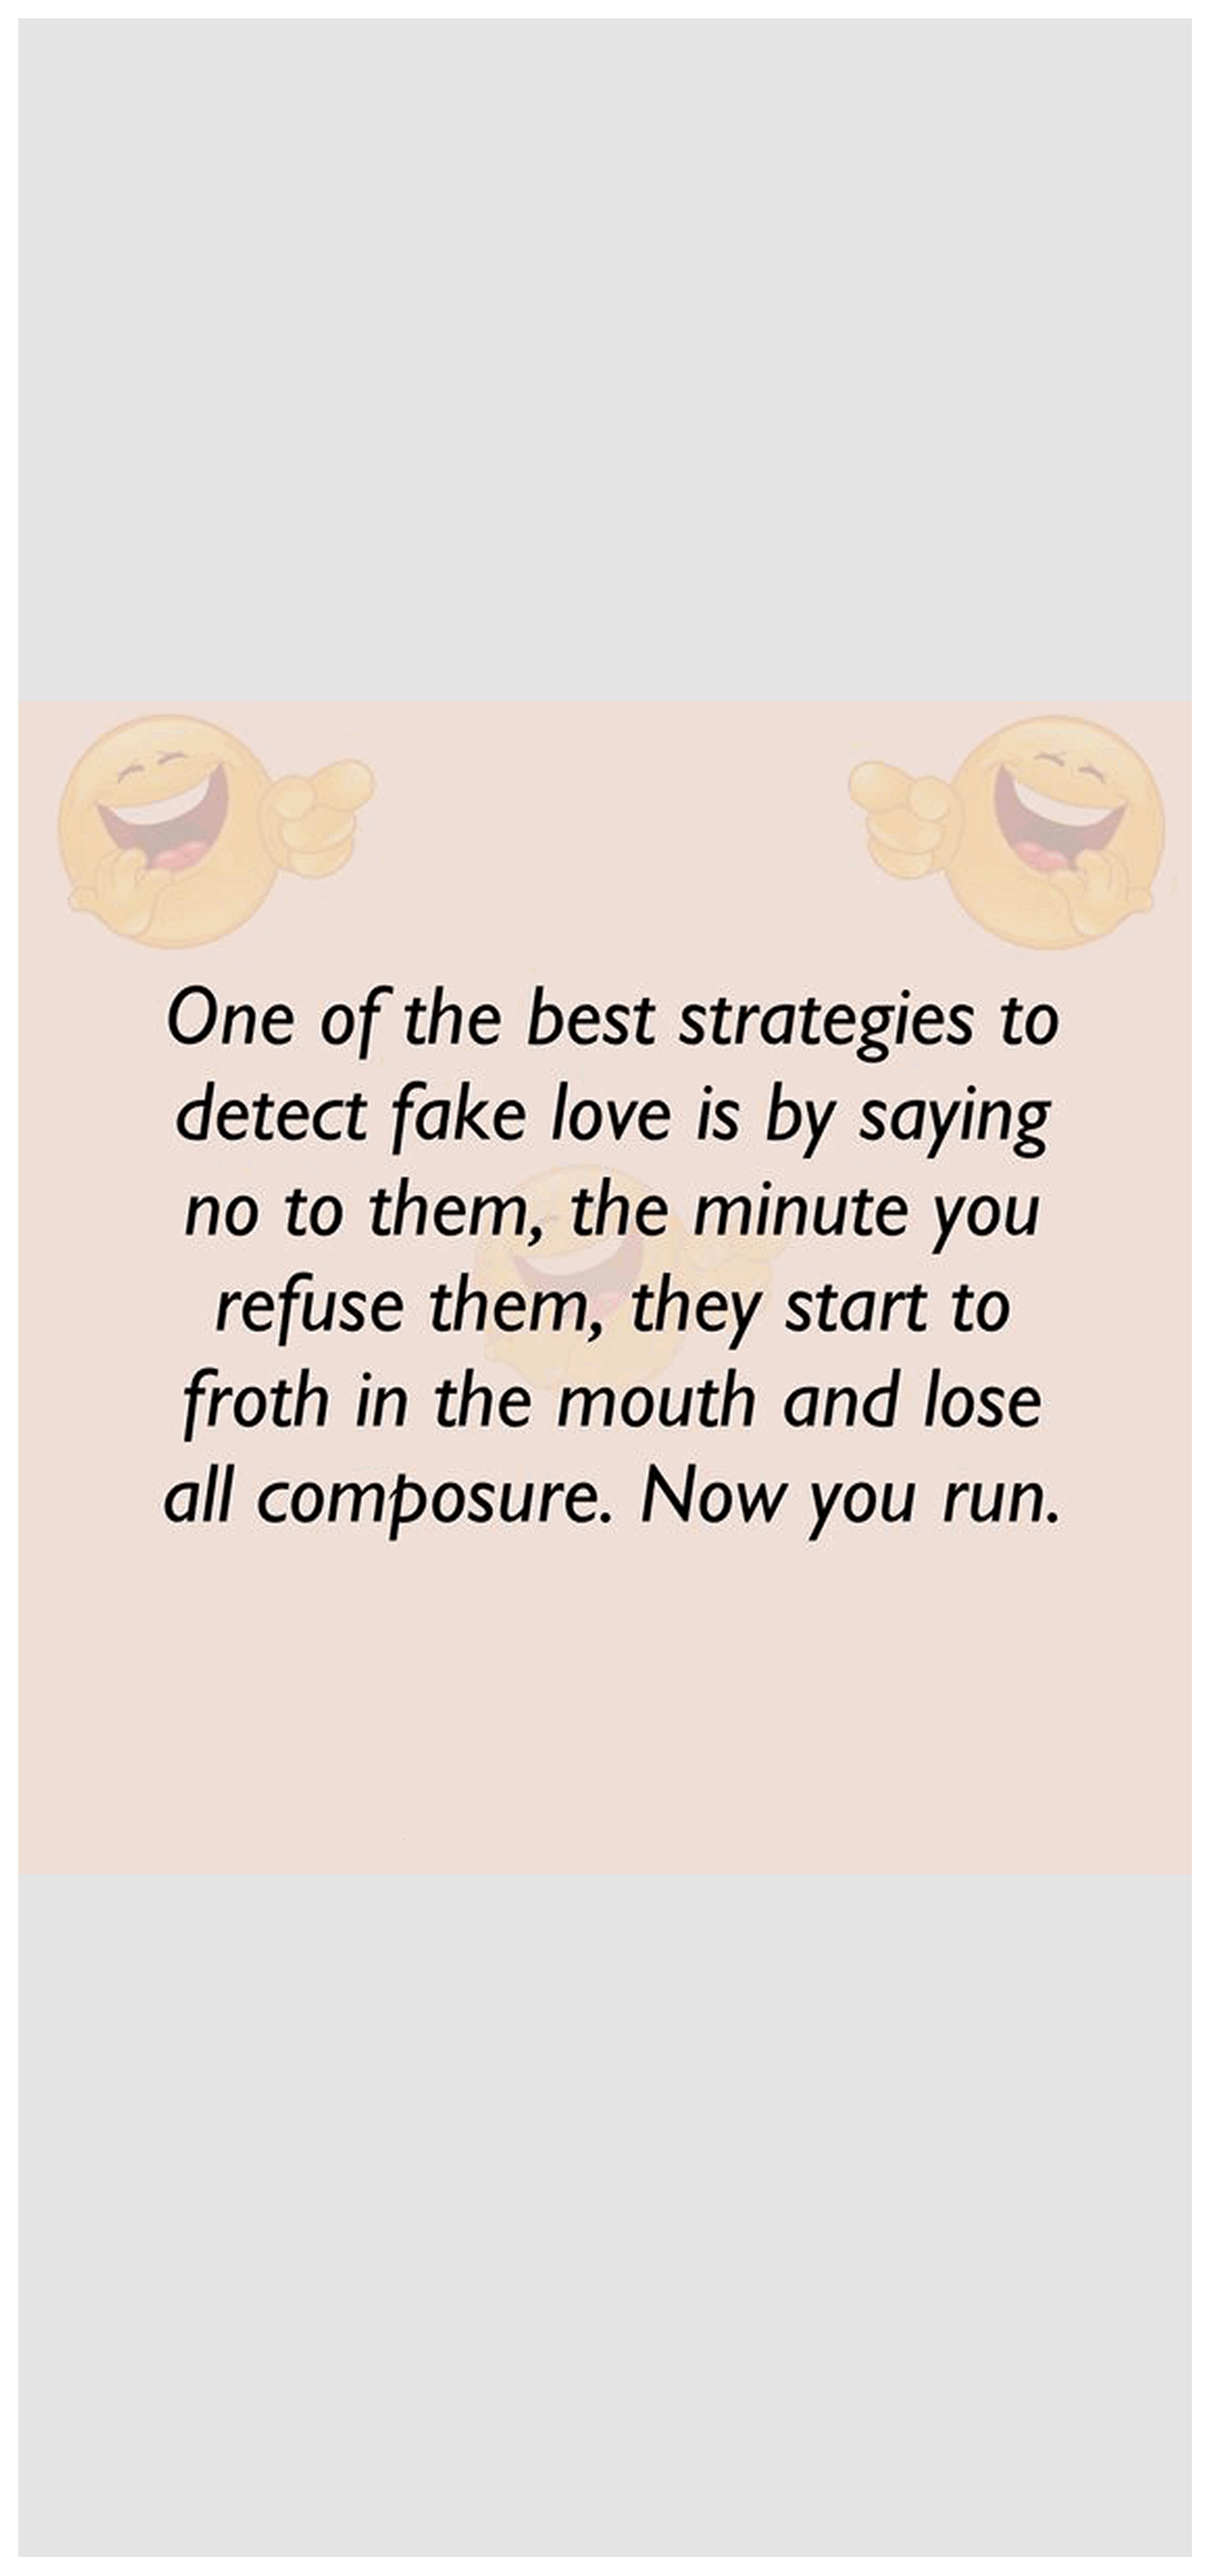 One of the best strategies to
detect fake love is by saying
no to them, the minute you
refuse them, they start to
froth in the mouth and lose
all composure. Now you run.